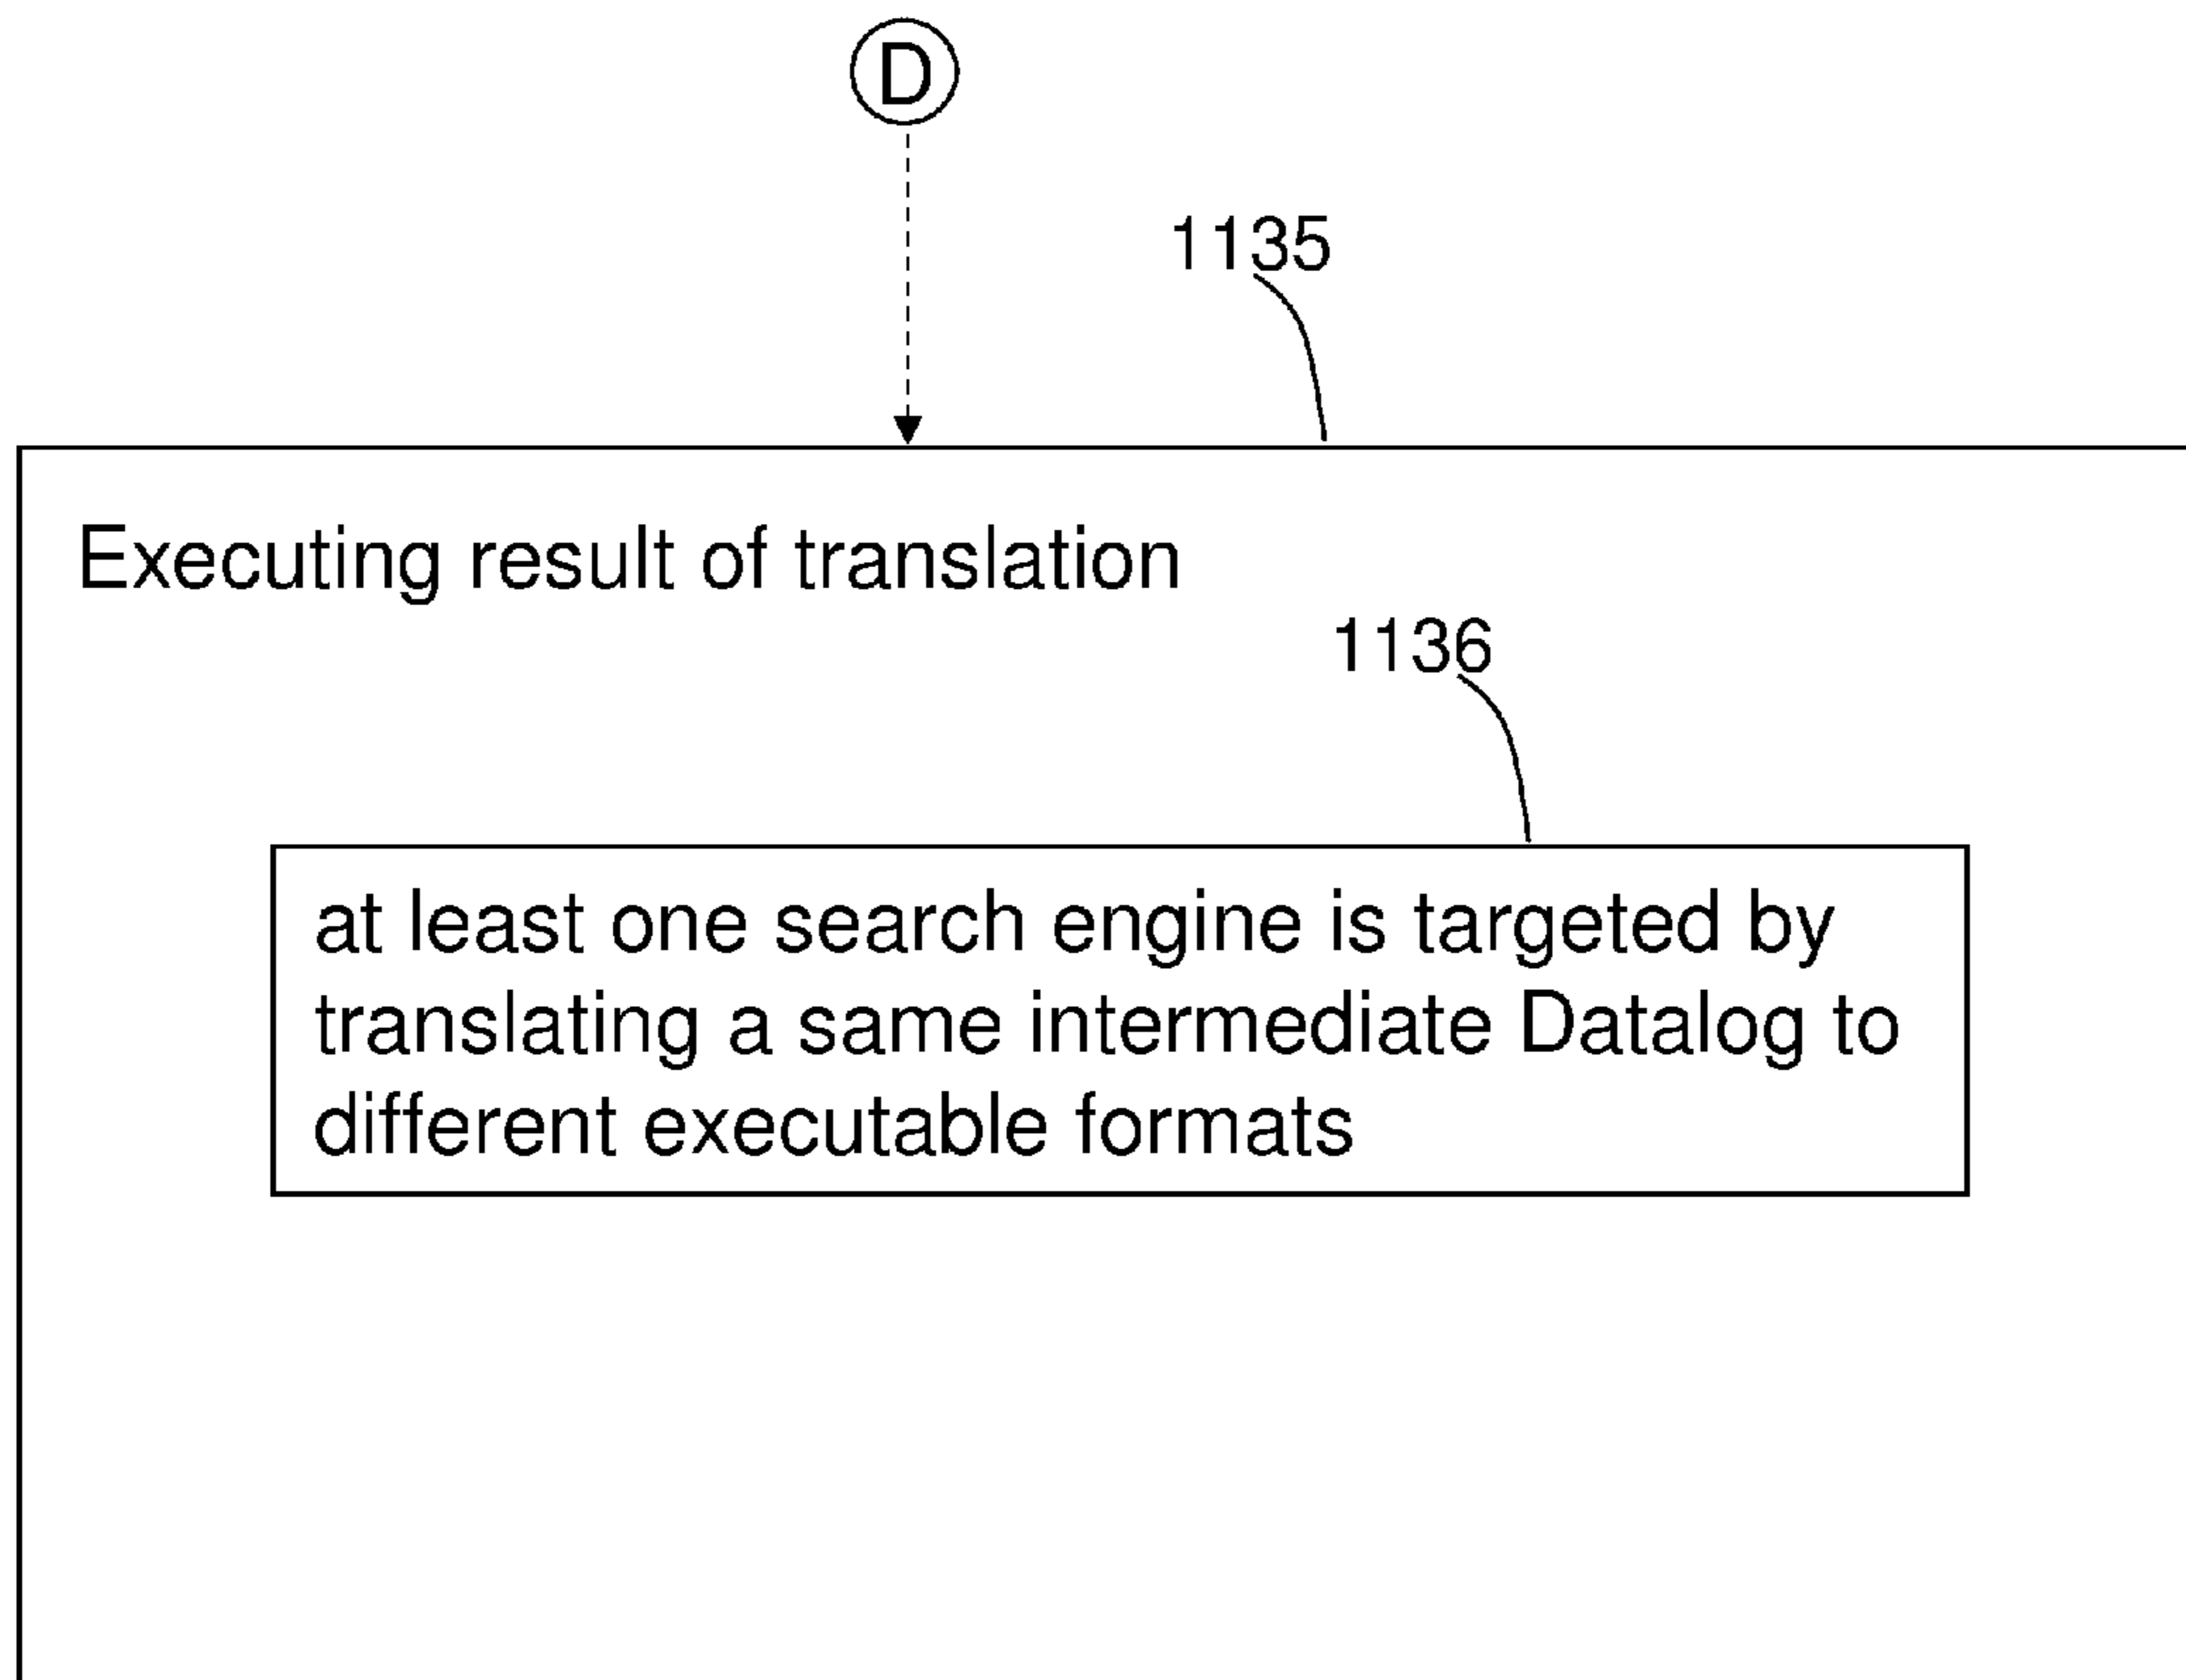 D
1135
Executing result of translation
1136
at least one search engine is targeted by
translating a same intermediate Datalog to
different executable formats